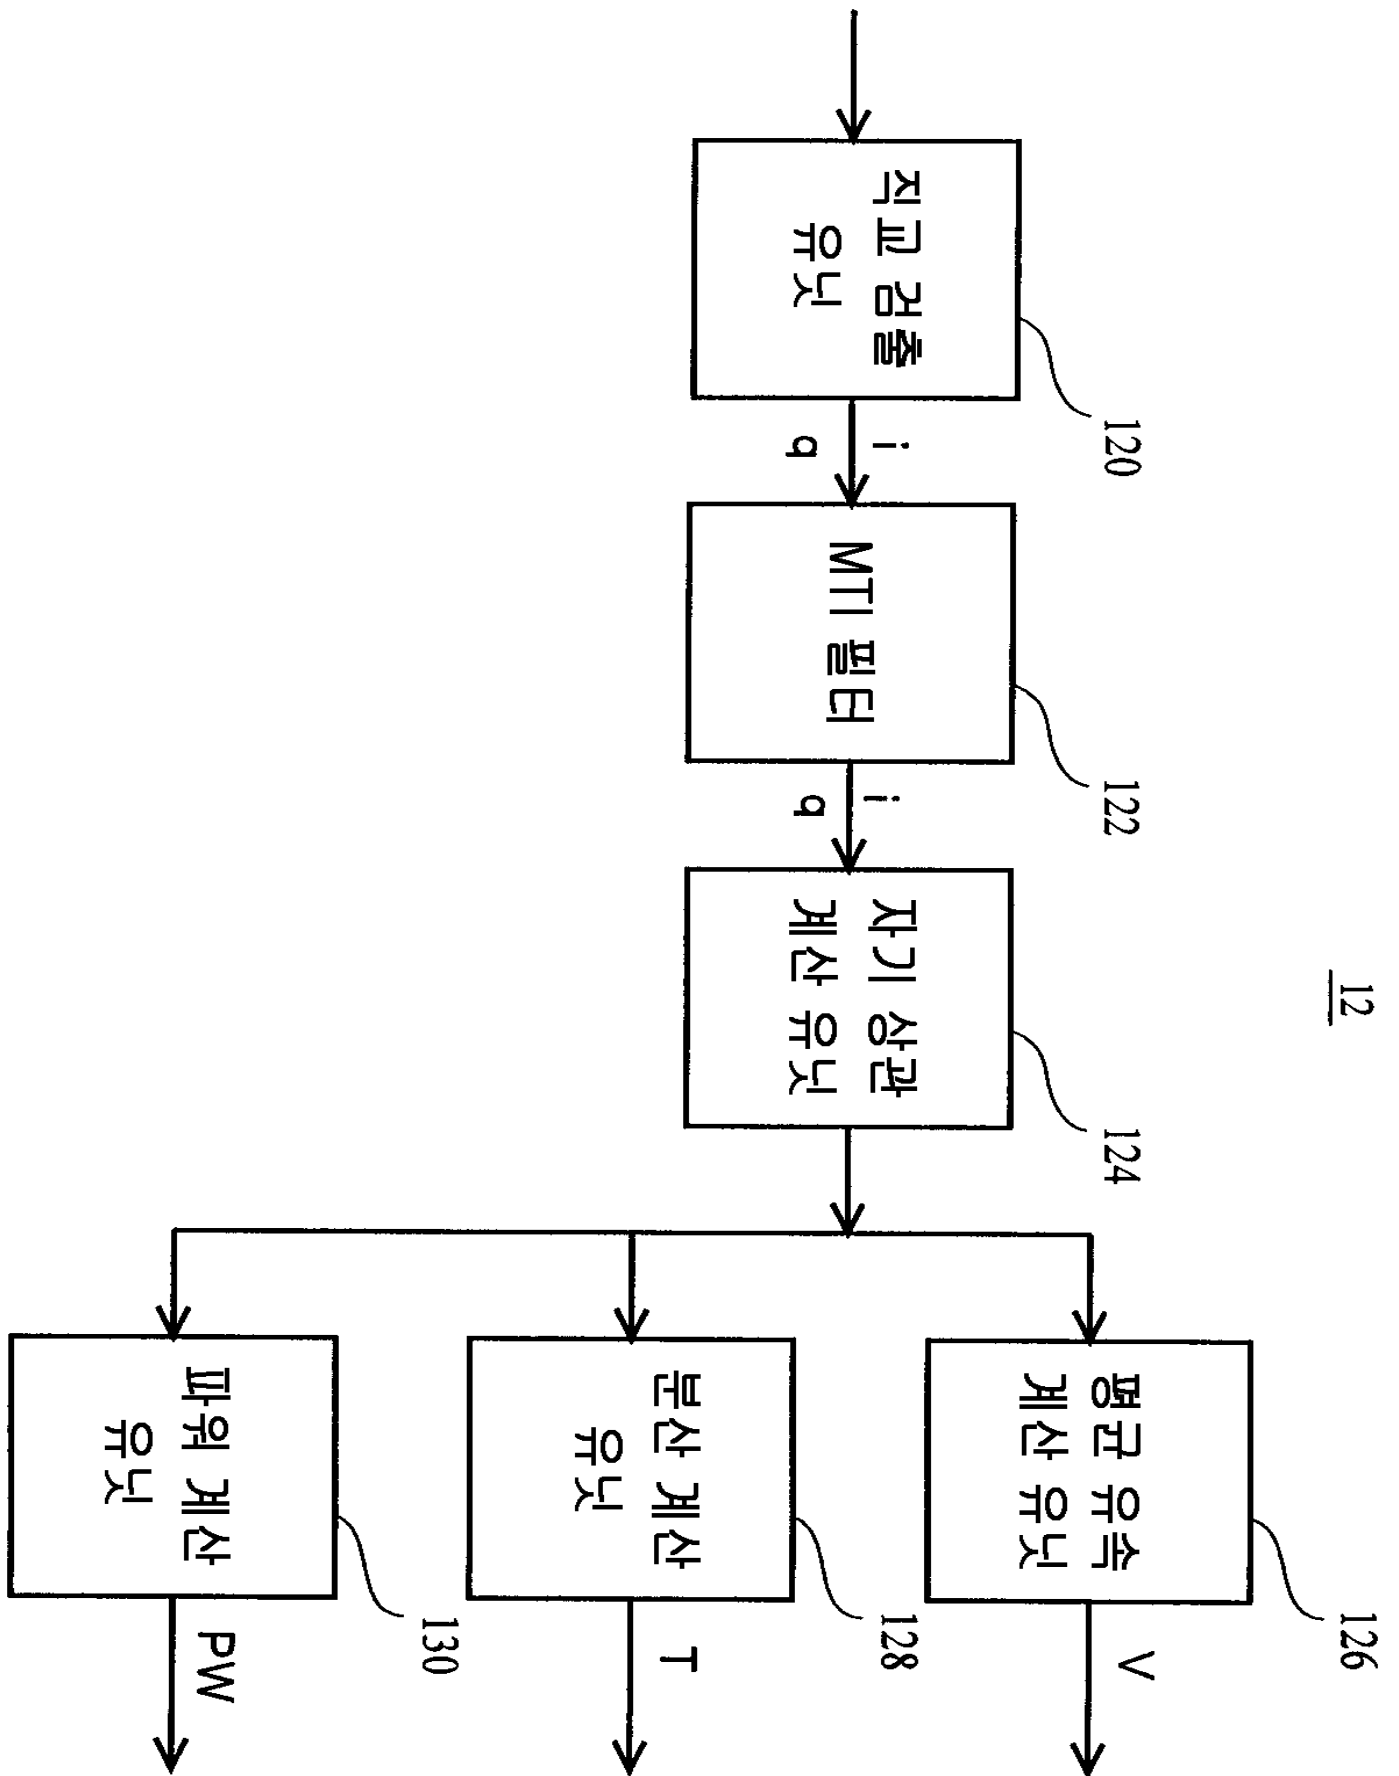 12
120
직교 검출
유닛
i
q
122
MTI 필터
i
q
124
자기 상관
계산 유닛
126
평균 유속
계산 유닛
V
128
분산 계산
유닛
T
130
파워 계산
유닛
PW